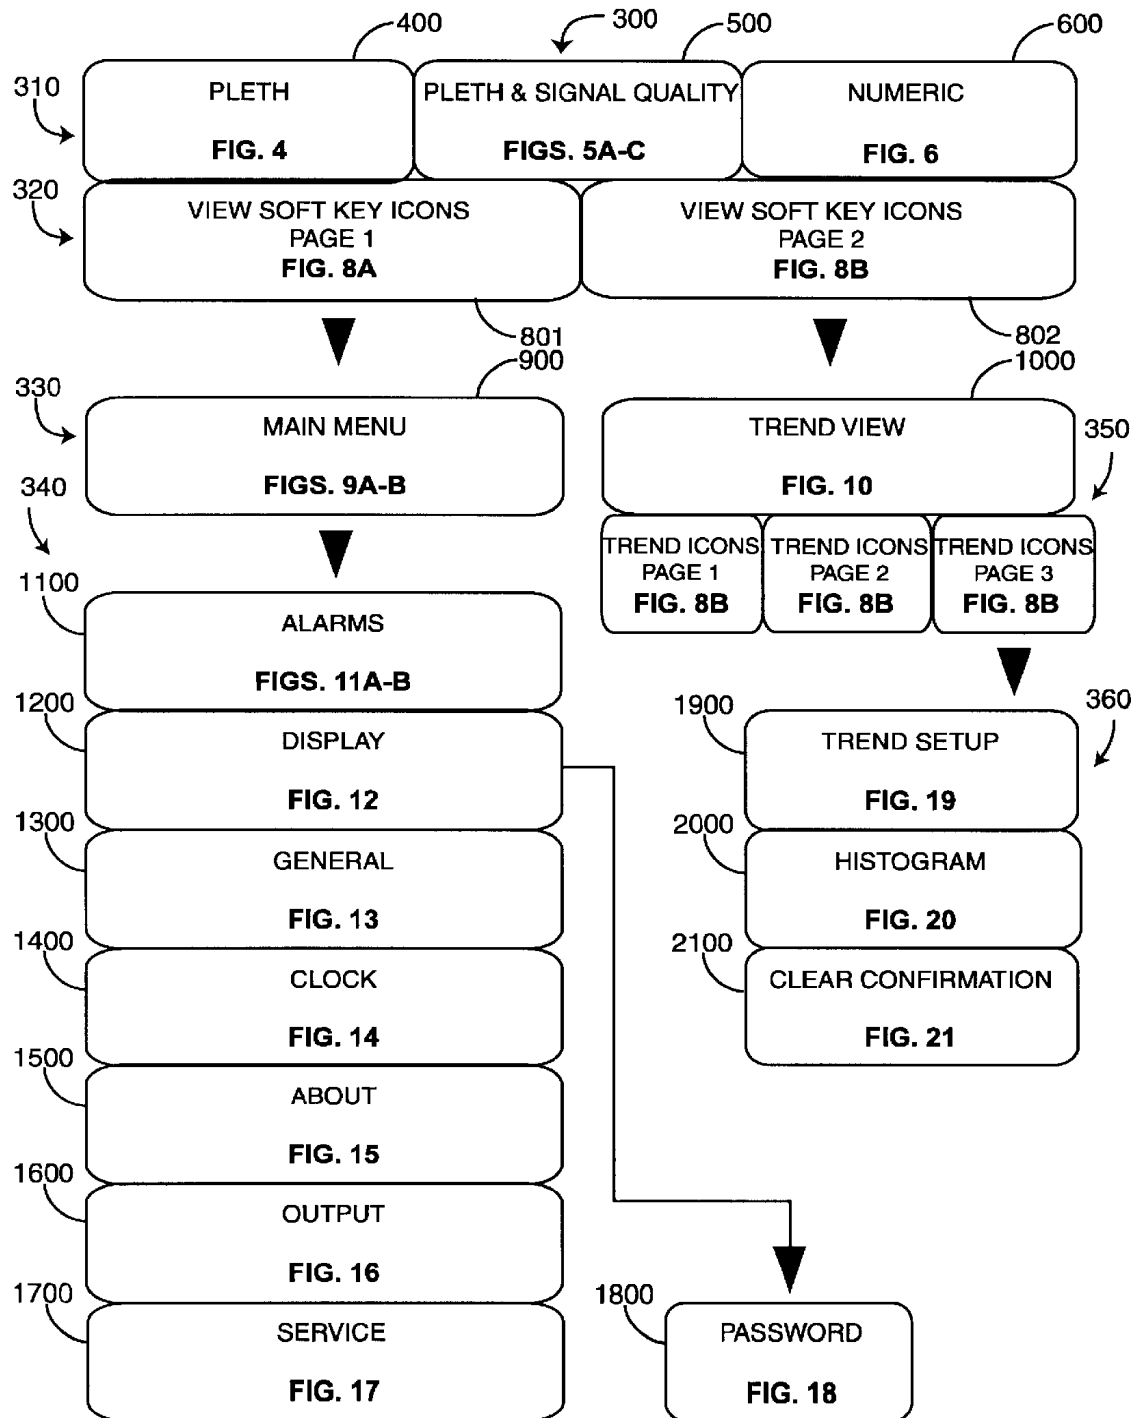 400
300
500
600
310
PLETH
FIG. 4
PLETH & SIGNAL QUALITY
FIGS. 5A-C
NUMERIC
FIG. 6
320
VIEW SOFT KEY ICONS
PAGE 1
FIG. 8A
VIEW SOFT KEY ICONS
PAGE 2
FIG. 8B
801
802
900
1000
330
MAIN MENU
FIGS. 9A-B
TREND VIEW
FIG. 10
350
340
TREND ICONS
PAGE 1
FIG. 8B
TREND ICONS
PAGE 2
FIG. 8B
TREND ICONS
PAGE 3
FIG. 8B
1100
ALARMS
FIGS. 11A-B
1200
DISPLAY
FIG. 12
1300
GENERAL
FIG. 13
1400
CLOCK
FIG. 14
1500
ABOUT
FIG. 15
1600
OUTPUT
FIG. 16
1700
SERVICE
FIG. 17
1900
360
TREND SETUP
FIG. 19
2000
HISTOGRAM
FIG. 20
2100
CLEAR CONFIRMATION
FIG. 21
1800
PASSWORD
FIG. 18